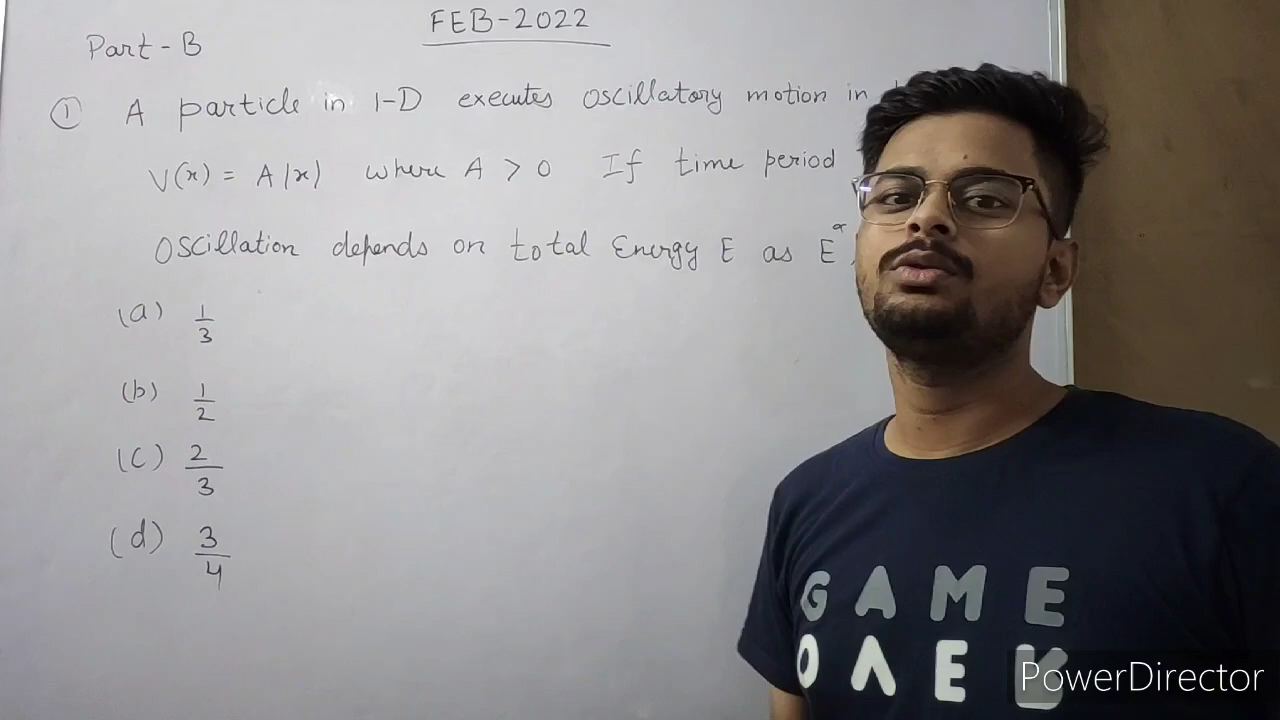 FEB-2022
Part - B
① A particle in 1-D executes oscillatory motion in
V(x) = A|x| where A > 0 If time period
Oscillation depends on total Energy E as E^α
(a) 1/3
(b) 1/2
(c) 2/3
(d) 3/4
GAME
OVER
PowerDirector